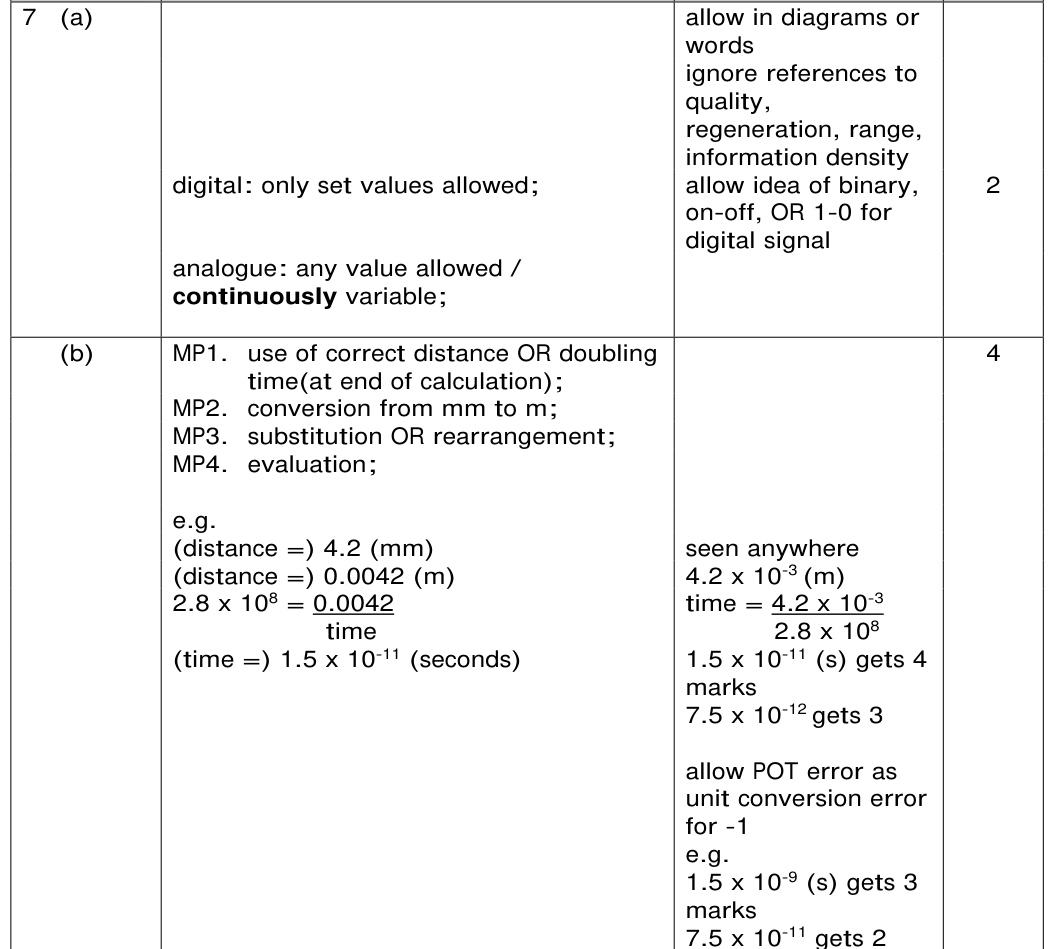 7 (a)
allow in diagrams or
words
ignore references to
quality,
regeneration, range,
information density
digital: only set values allowed;
allow idea of binary,
2
on-off, OR 1-0 for
digital signal
analogue: any value allowed /
continuously variable;
(b)
MP1. use of correct distance OR doubling
time(at end of calculation);
MP2. conversion from mm to m;
MP3. substitution OR rearrangement;
MP4. evaluation;
4
e.g.
(distance =) 4.2 (mm)
(distance =) 0.0042 (m)
2.8 x 10⁸ = 0.0042
time
(time =) 1.5 x 10⁻¹¹ (seconds)
seen anywhere
4.2 x 10⁻³ (m)
time = 4.2 x 10⁻³
2.8 x 10⁸
1.5 x 10⁻¹¹ (s) gets 4
marks
7.5 x 10⁻¹² gets 3
allow POT error as
unit conversion error
for -1
e.g.
1.5 x 10⁻⁹ (s) gets 3
marks
7.5 x 10⁻¹¹ gets 2